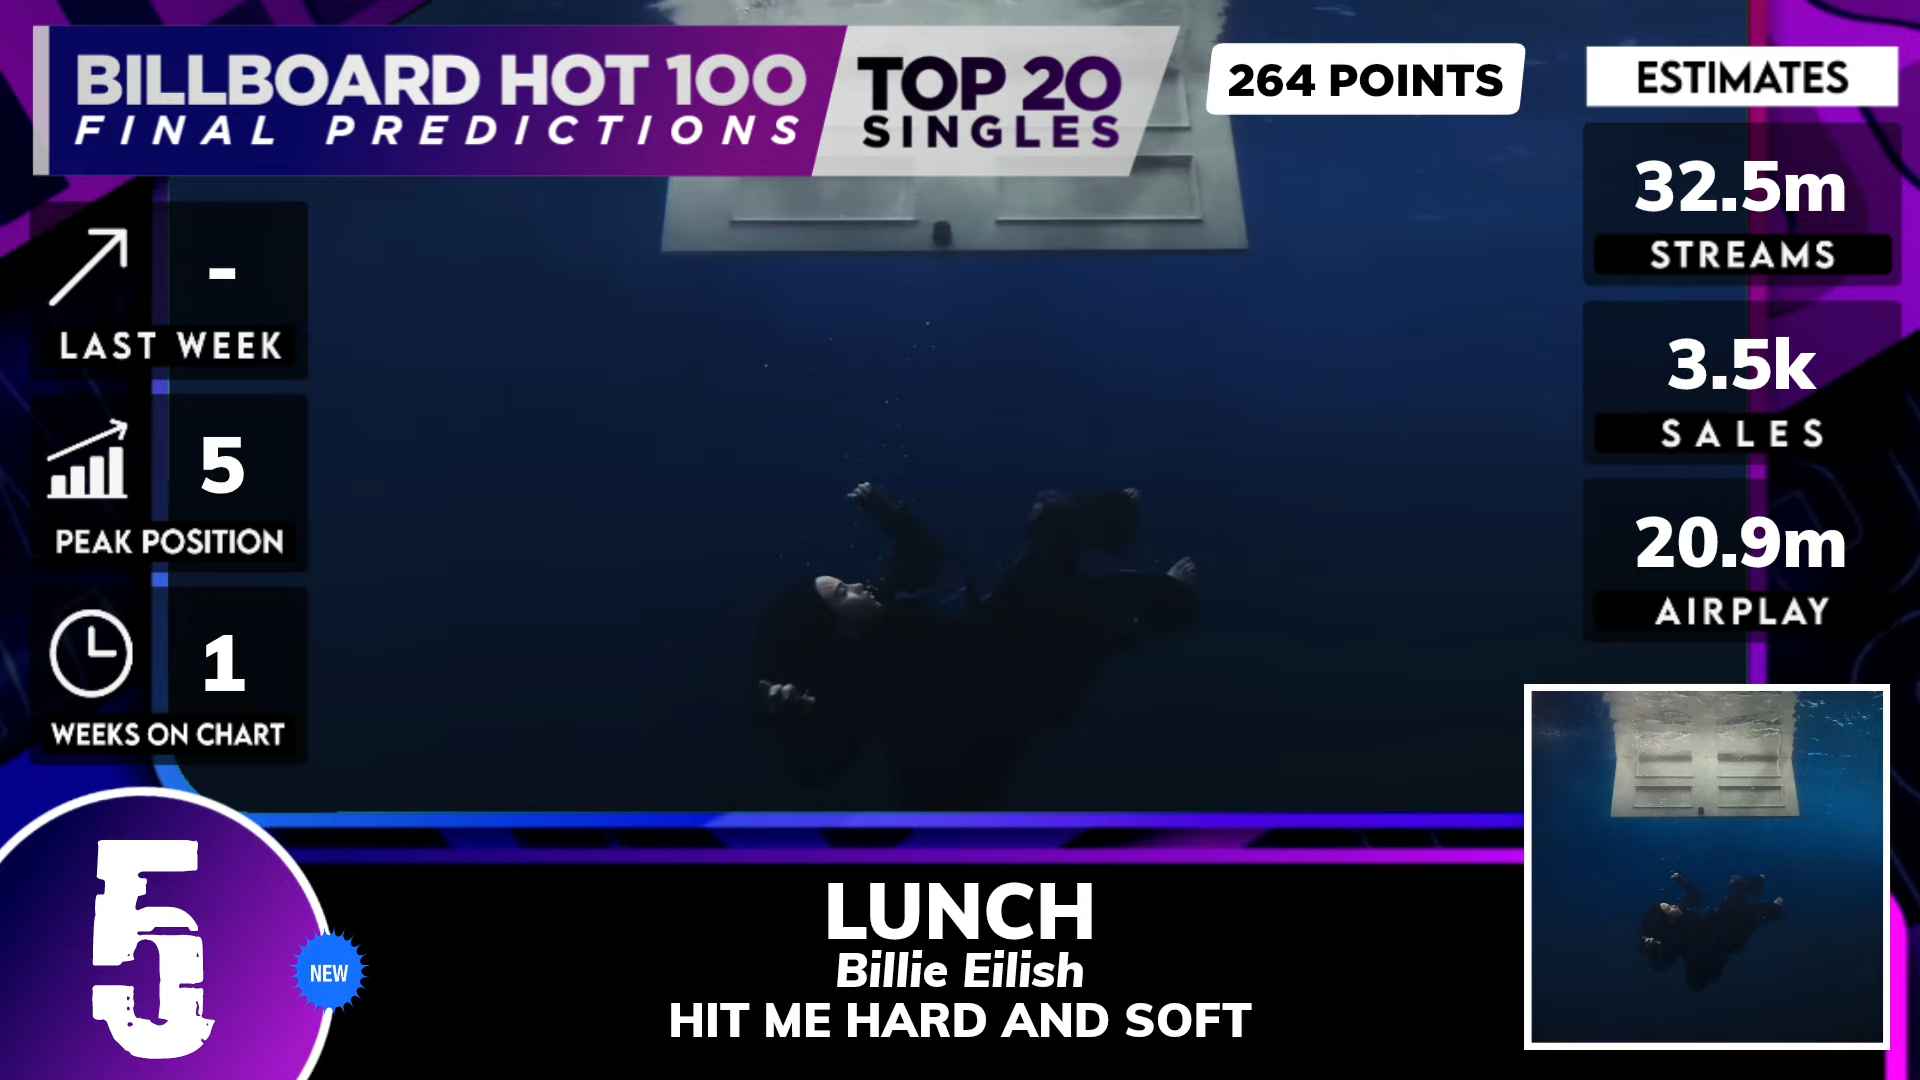 BILLBOARD HOT 100
FINAL PREDICTIONS
TOP 20
SINGLES
264 POINTS
ESTIMATES
32.5m
STREAMS
3.5k
SALES
20.9m
AIRPLAY
-
LAST WEEK
5
PEAK POSITION
1
WEEKS ON CHART
5
NEW
LUNCH
Billie Eilish
HIT ME HARD AND SOFT